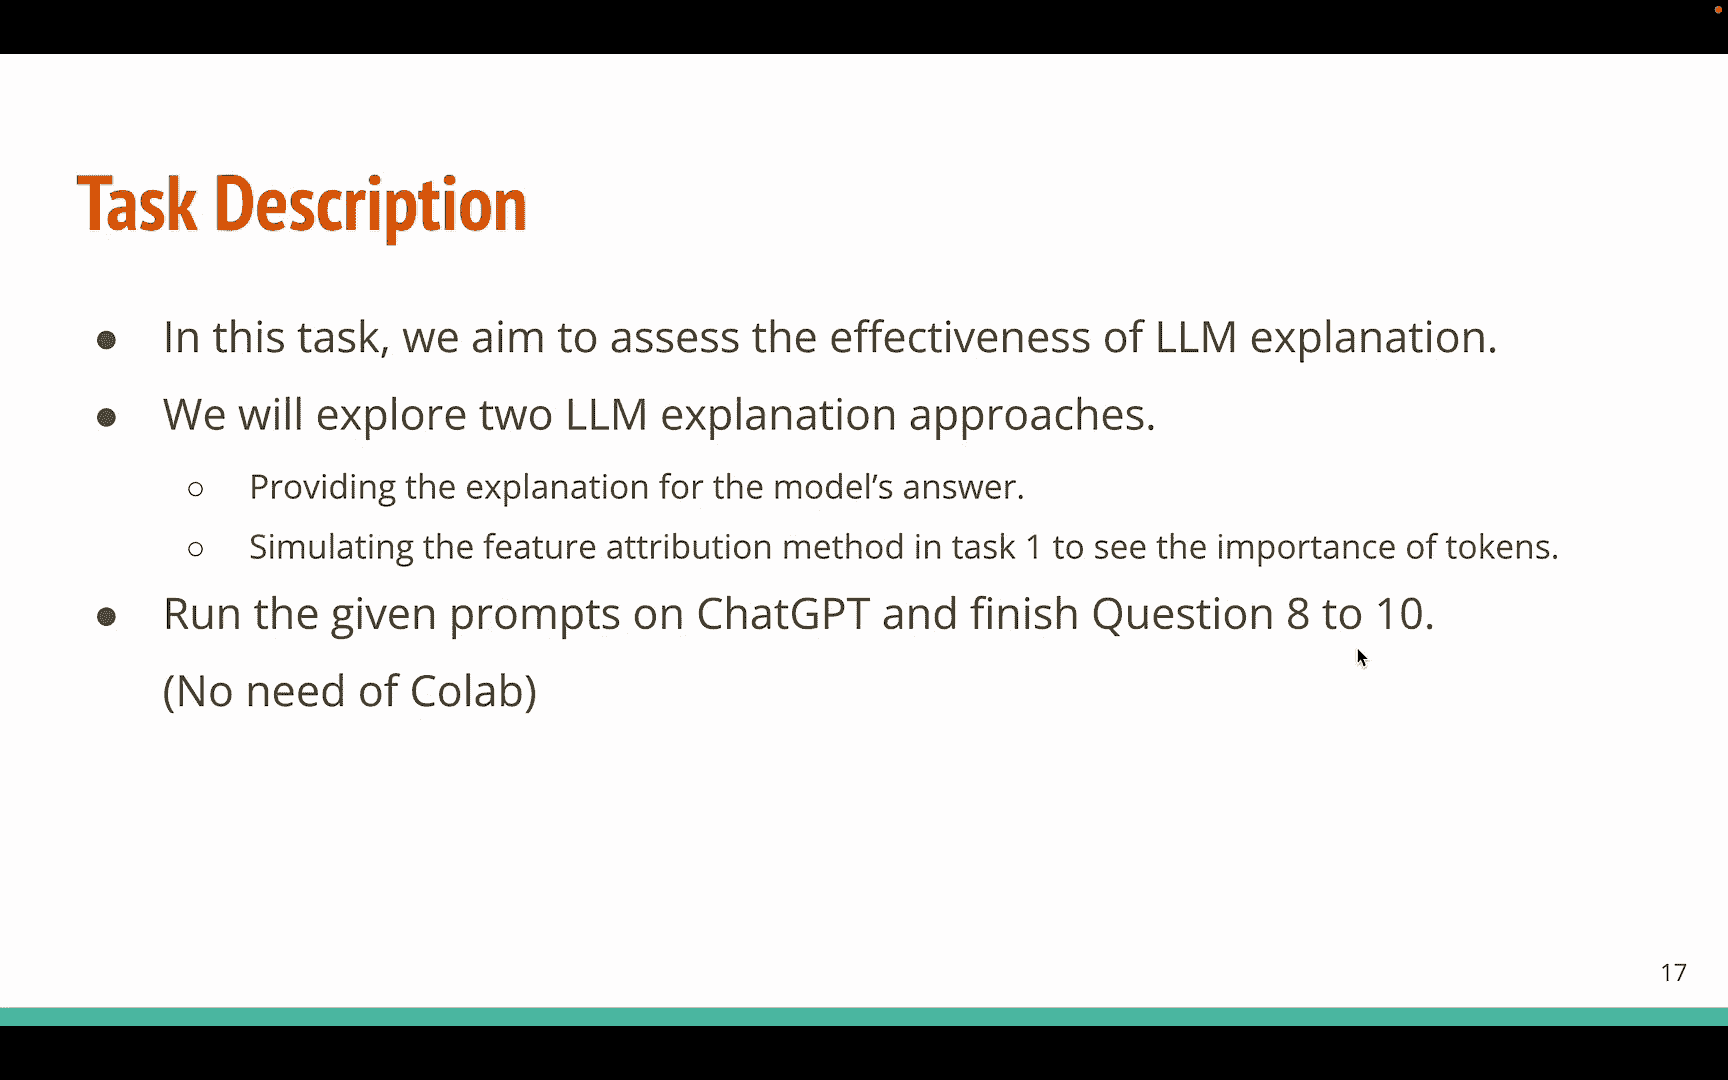 Task Description
● In this task, we aim to assess the effectiveness of LLM explanation.
● We will explore two LLM explanation approaches.
○ Providing the explanation for the model’s answer.
○ Simulating the feature attribution method in task 1 to see the importance of tokens.
● Run the given prompts on ChatGPT and finish Question 8 to 10.
(No need of Colab)
17